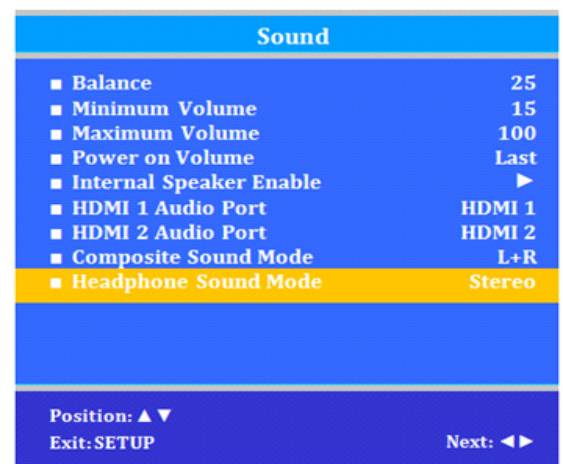 Sound
■ Balance 25
■ Minimum Volume 15
■ Maximum Volume 100
■ Power on Volume Last
■ Internal Speaker Enable ►
■ HDMI 1 Audio Port HDMI 1
■ HDMI 2 Audio Port HDMI 2
■ Composite Sound Mode L+R
■ Headphone Sound Mode Stereo
Position: ▲▼
Exit: SETUP Next: ◄►